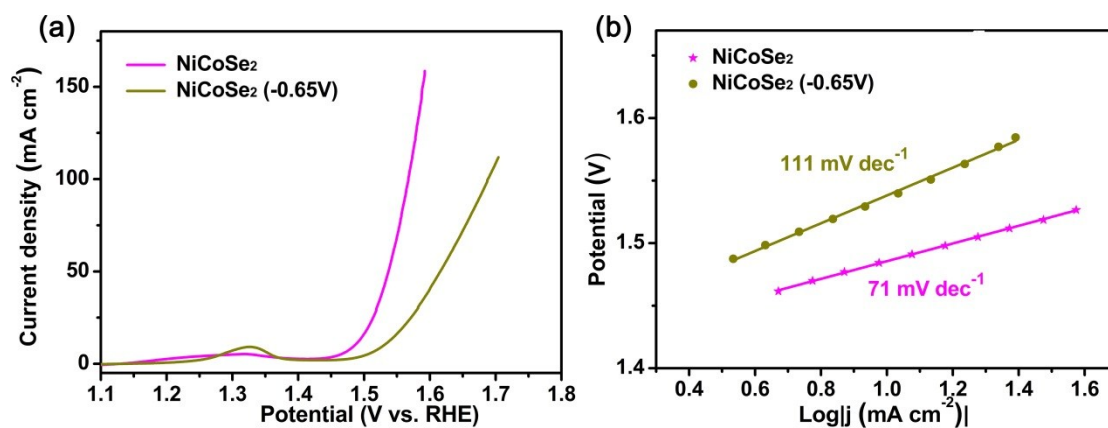 (a)
NiCoSe₂
NiCoSe₂ (-0.65V)
Current density (mA cm⁻²)
150
100
50
0
1.1 1.2 1.3 1.4 1.5 1.6 1.7 1.8
Potential (V vs. RHE)
(b)
NiCoSe₂
NiCoSe₂ (-0.65V)
111 mV dec⁻¹
71 mV dec⁻¹
Potential (V)
1.6
1.5
1.4
0.4 0.6 0.8 1.0 1.2 1.4 1.6
Log|j (mA cm⁻²)|